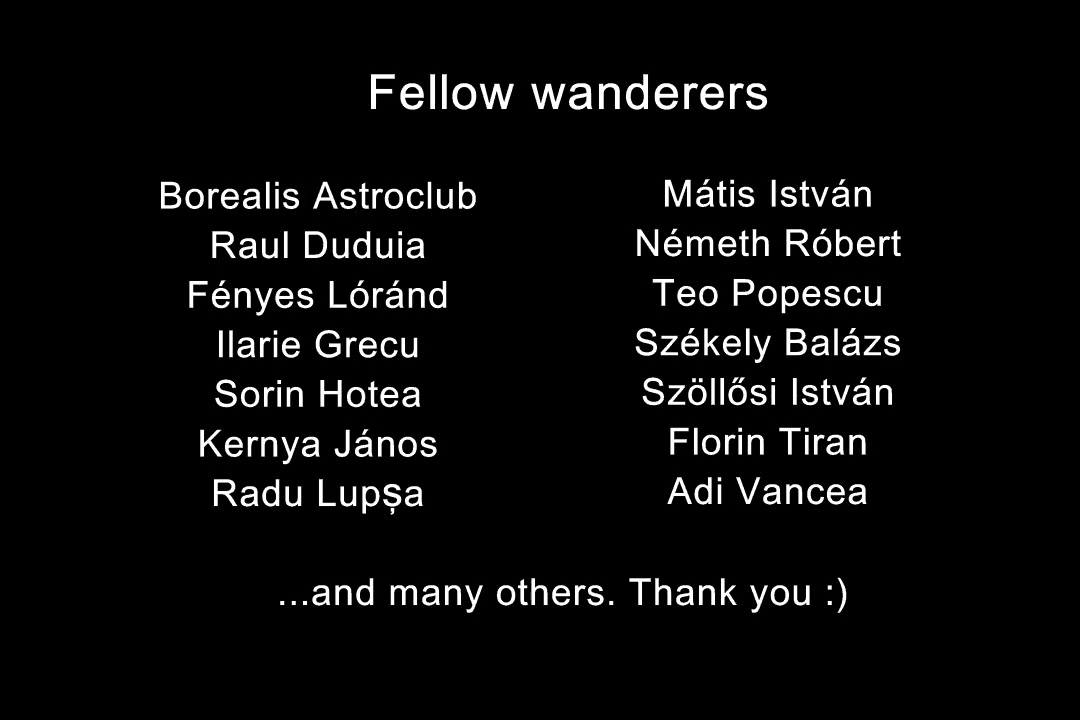 Fellow wanderers
Borealis Astroclub
Raul Duduia
Fényes Lóránd
Ilarie Grecu
Sorin Hotea
Kernya János
Radu Lupșa
Mátis István
Németh Róbert
Teo Popescu
Székely Balázs
Szöllősi István
Florin Tiran
Adi Vancea
...and many others. Thank you :)